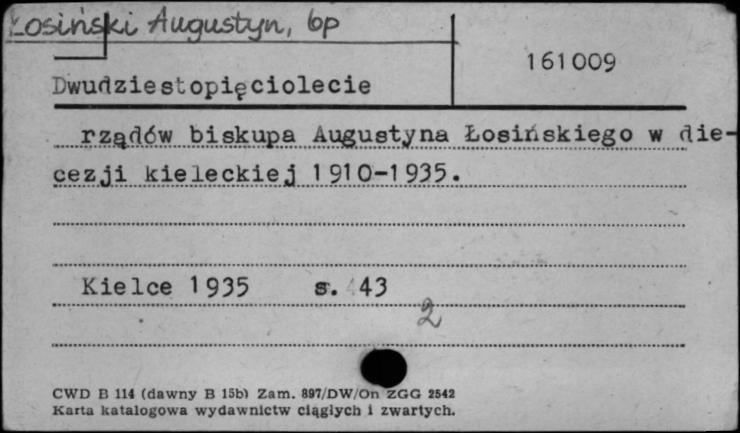 Łosiński Augustyn, bp
161009
Dwudziestopięciolecie
rządów biskupa Augustyna Łosińskiego w die-
cezji kieleckiej 1910-1935.
Kielce 1935 s. 43
2
CWD B 114 (dawny B 15b) Zam. 897/DW/On ZGG 2542
Karta katalogowa wydawnictw ciągłych i zwartych.